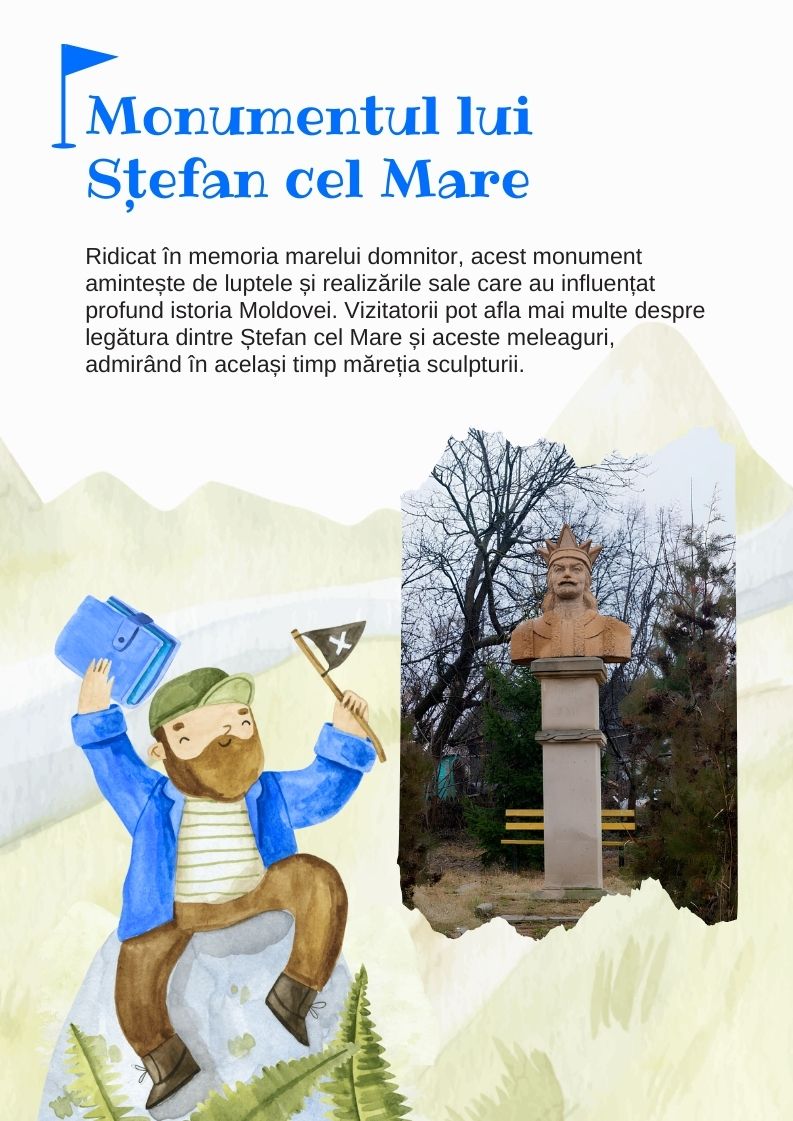 Monumentul lui
Ștefan cel Mare
Ridicat în memoria marelui domnitor, acest monument
amintește de luptele și realizările sale care au influențat
profund istoria Moldovei. Vizitatorii pot afla mai multe despre
legătura dintre Ștefan cel Mare și aceste meleaguri,
admirând în același timp măreția sculpturii.